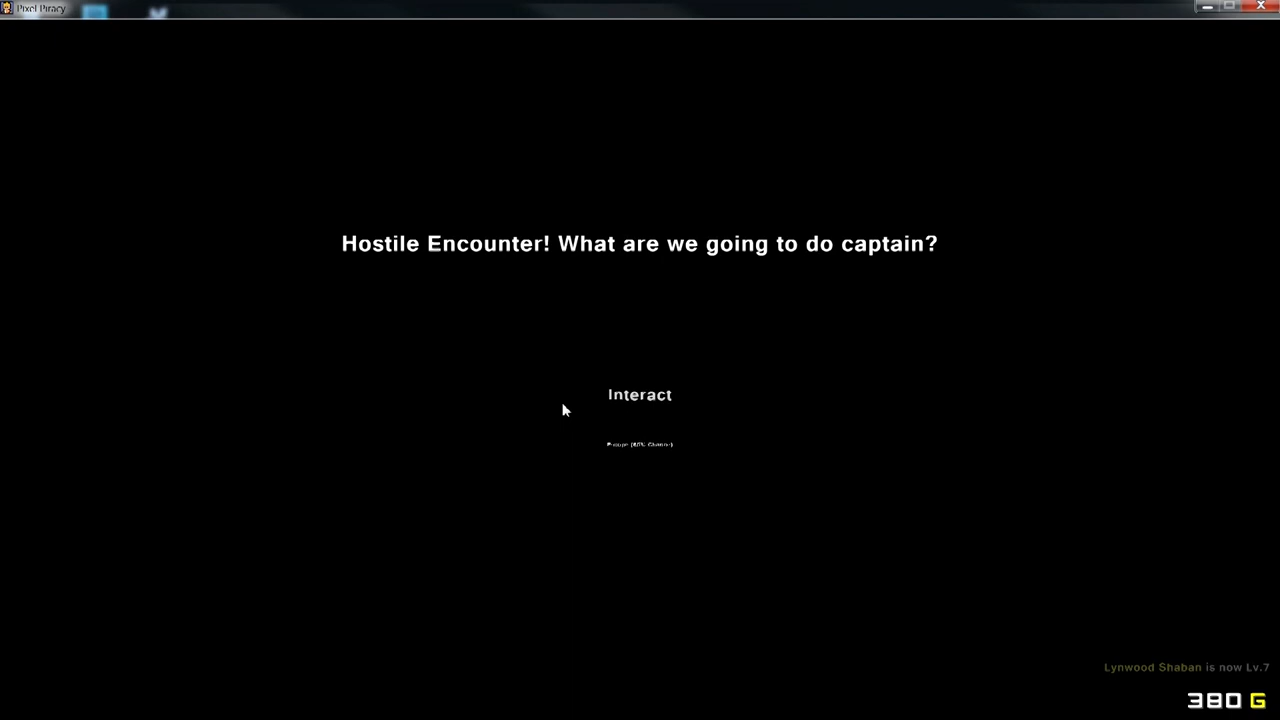 Pixel Piracy
Hostile Encounter! What are we going to do captain?
Interact
Lynwood Shaban is now Lv.7
380 G